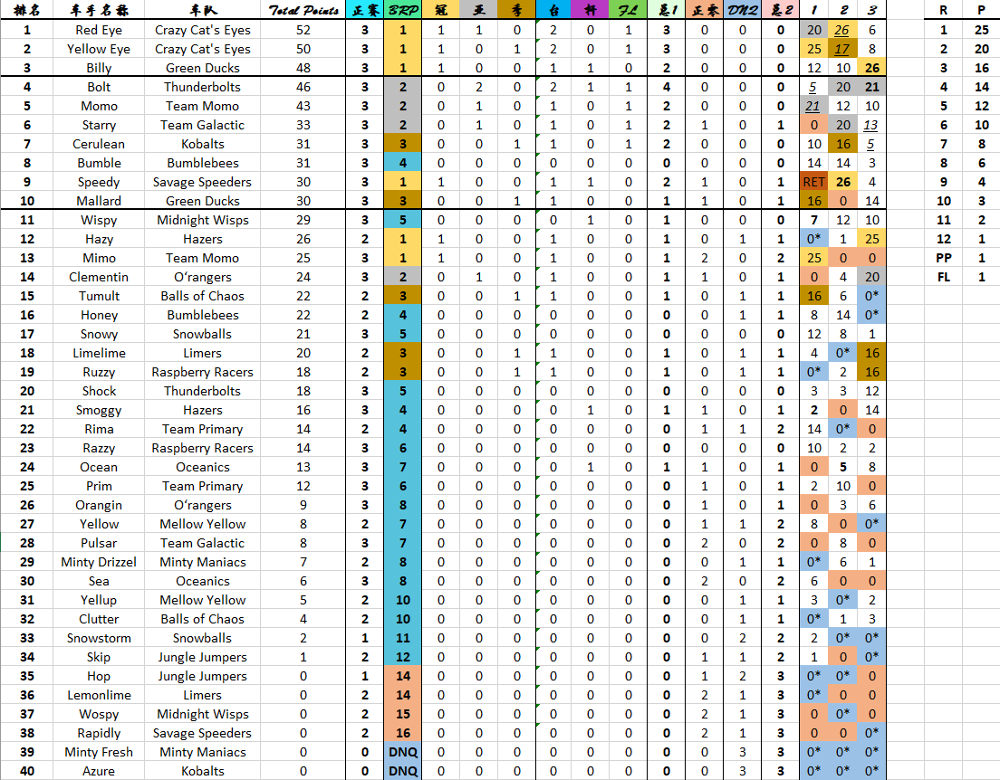 排名 车手名称 车队 Total Points 正赛 BRP 冠 亚 季 台 杆 FL 总1 正零 DNQ 总2 1 2 3 R P
1 Red Eye Crazy Cat's Eyes 52 3 1 1 1 0 2 0 1 3 0 0 0 20 26 6 1 25
2 Yellow Eye Crazy Cat's Eyes 50 3 1 1 0 1 2 0 1 3 0 0 0 25 17 8 2 20
3 Billy Green Ducks 48 3 1 1 0 0 1 1 0 2 0 0 0 12 10 26 3 16
4 Bolt Thunderbolts 46 3 2 0 2 0 2 1 1 4 0 0 0 5 20 21 4 14
5 Momo Team Momo 43 3 2 0 1 0 1 0 1 2 0 0 0 21 12 10 5 12
6 Starry Team Galactic 33 3 2 0 1 0 1 0 1 2 1 0 1 0 20 13 6 10
7 Cerulean Kobalts 31 3 3 0 0 1 1 0 1 2 0 0 0 10 16 5 7 8
8 Bumble Bumblebees 31 3 4 0 0 0 0 0 0 0 0 0 0 14 14 3 8 6
9 Speedy Savage Speeders 30 3 1 1 0 0 1 1 0 2 1 0 1 RET 26 4 9 4
10 Mallard Green Ducks 30 3 3 0 0 1 1 0 0 1 1 0 1 16 0 14 10 3
11 Wispy Midnight Wisps 29 3 5 0 0 0 0 1 0 1 0 0 0 7 12 10 11 2
12 Hazy Hazers 26 2 1 1 0 0 1 0 0 1 0 1 1 0* 1 25 12 1
13 Mimo Team Momo 25 3 1 1 0 0 1 0 0 1 2 0 2 25 0 0 PP 1
14 Clementin O'rangers 24 3 2 0 1 0 1 0 0 1 1 0 1 0 4 20 FL 1
15 Tumult Balls of Chaos 22 2 3 0 0 1 1 0 0 1 0 1 1 16 6 0*
16 Honey Bumblebees 22 2 4 0 0 0 0 0 0 0 0 1 1 8 14 0*
17 Snowy Snowballs 21 3 5 0 0 0 0 0 0 0 0 0 0 12 8 1
18 Limelime Limers 20 2 3 0 0 1 1 0 0 1 0 1 1 4 0* 16
19 Ruzzy Raspberry Racers 18 2 3 0 0 1 1 0 0 1 0 1 1 0* 2 16
20 Shock Thunderbolts 18 3 5 0 0 0 0 0 0 0 0 0 0 3 3 12
21 Smoggy Hazers 16 3 4 0 0 0 0 1 0 1 1 0 1 2 0 14
22 Rima Team Primary 14 2 4 0 0 0 0 0 0 0 1 1 2 14 0* 0
23 Razzy Raspberry Racers 14 3 6 0 0 0 0 0 0 0 0 0 0 10 2 2
24 Ocean Oceanics 13 3 7 0 0 0 0 1 0 1 1 0 1 0 5 8
25 Prim Team Primary 12 3 6 0 0 0 0 0 0 0 1 0 1 2 10 0
26 Orangin O'rangers 9 3 8 0 0 0 0 0 0 0 1 0 1 0 3 6
27 Yellow Mellow Yellow 8 2 7 0 0 0 0 0 0 0 1 1 2 8 0 0*
28 Pulsar Team Galactic 8 3 7 0 0 0 0 0 0 0 2 0 2 0 8 0
29 Minty Drizzel Minty Maniacs 7 2 8 0 0 0 0 0 0 0 0 1 1 0* 6 1
30 Sea Oceanics 6 3 8 0 0 0 0 0 0 0 2 0 2 6 0 0
31 Yellup Mellow Yellow 5 2 10 0 0 0 0 0 0 0 0 1 1 3 0* 2
32 Clutter Balls of Chaos 4 2 10 0 0 0 0 0 0 0 0 1 1 0* 1 3
33 Snowstorm Snowballs 2 1 11 0 0 0 0 0 0 0 0 2 2 2 0* 0*
34 Skip Jungle Jumpers 1 2 12 0 0 0 0 0 0 0 1 1 2 1 0 0*
35 Hop Jungle Jumpers 0 1 14 0 0 0 0 0 0 0 1 2 3 0* 0* 0
36 Lemonlime Limers 0 2 14 0 0 0 0 0 0 0 2 1 3 0* 0 0
37 Wospy Midnight Wisps 0 2 15 0 0 0 0 0 0 0 2 1 3 0 0* 0
38 Rapidly Savage Speeders 0 2 16 0 0 0 0 0 0 0 2 1 3 0 0 0*
39 Minty Fresh Minty Maniacs 0 0 DNQ 0 0 0 0 0 0 0 0 3 3 0* 0* 0*
40 Azure Kobalts 0 0 DNQ 0 0 0 0 0 0 0 0 3 3 0* 0* 0*